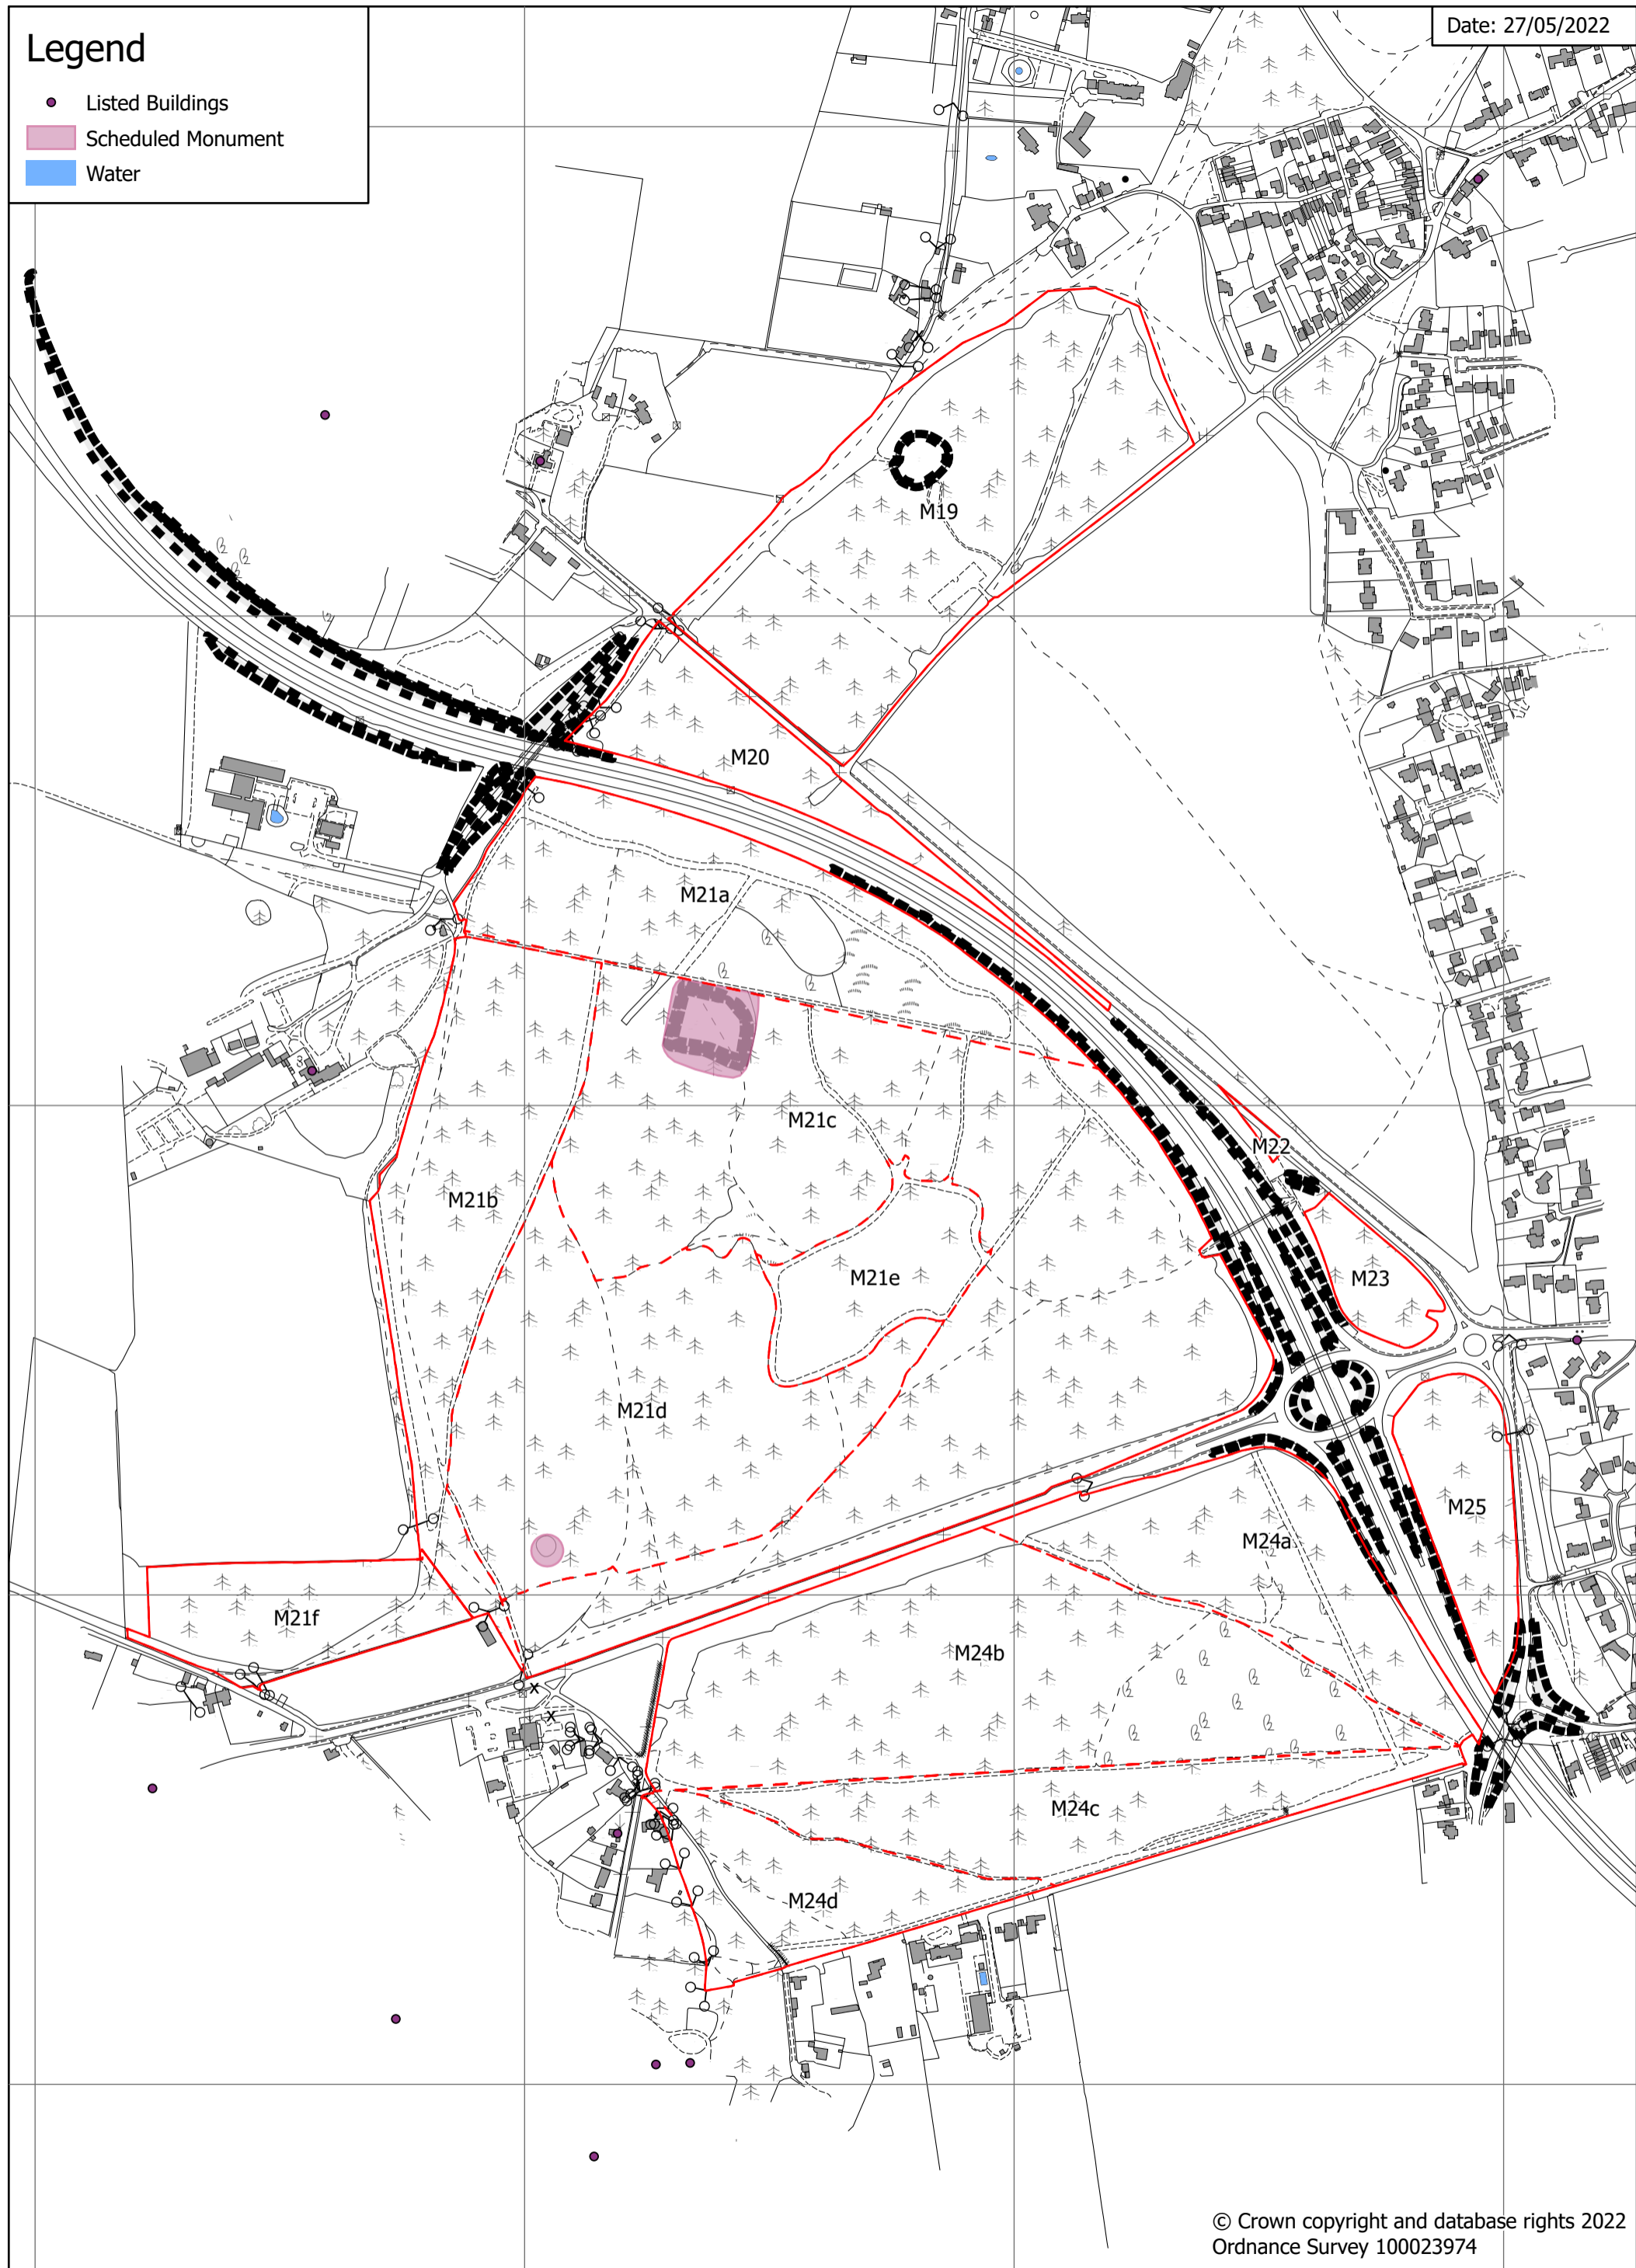 Legend
Listed Buildings
Scheduled Monument
Water
Date: 27/05/2022
M19
M20
M21a
M21c
M22
M21b
M23
M21e
M21d
M25
M24a
M21f
M24b
M24c
M24d
© Crown copyright and database rights 2022
Ordnance Survey 100023974